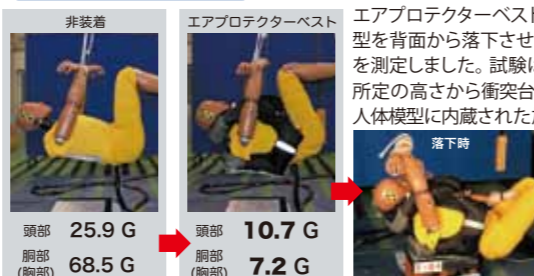 非装着
頭部 25.9 G
胴部
(胸部) 68.5 G
エアプロテクターベスト
頭部 10.7 G
胴部
(胸部) 7.2 G
エアプロテクターベスト
型を背面から落下させ
を測定しました。試験に
所定の高さから衝突台
人体模型に内蔵された
落下時